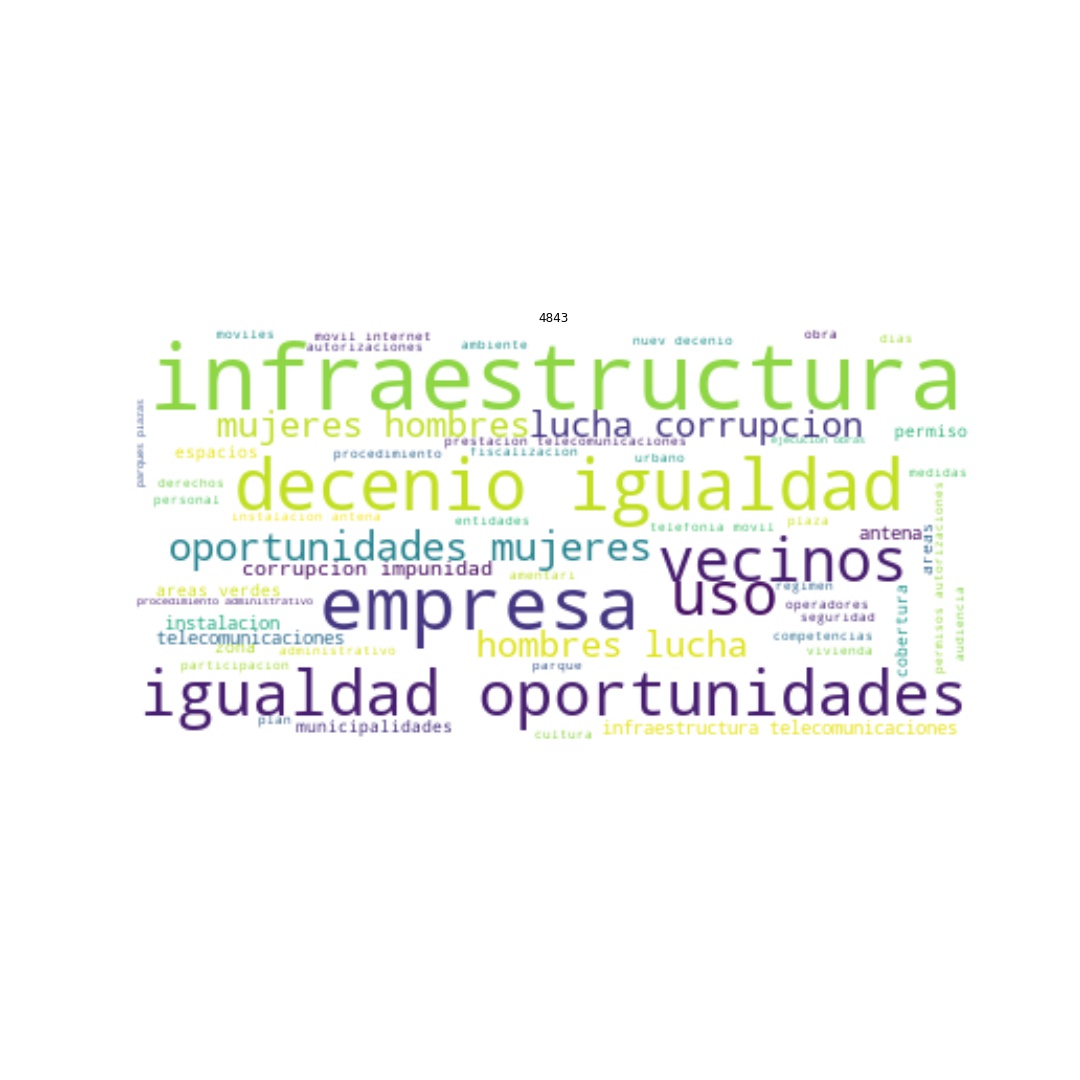 4843
moviles
movil internet
autorizaciones
ambiente
nuev decenio
obra
dias
infraestructura
parques plazas
mujeres hombres
lucha corrupcion
permiso
prestacion telecomunicaciones
ejecucion obras
espacios
procedimiento
fiscalizacion
urbano
medidas
derechos
personal
decenio igualdad
instalacion antena
entidades
telefonia movil
plaza
antena
areas
permisos autorizaciones
oportunidades mujeres
vecinos
corrupcion impunidad
amentari
uso
regimen
areas verdes
procedimiento administrativo
empresa
operadores
seguridad
cobertura
audiencia
instalacion
telecomunicaciones
competencias
zona
administrativo
hombres lucha
vivienda
participacion
parque
igualdad oportunidades
plan
municipalidades
cultura
infraestructura telecomunicaciones